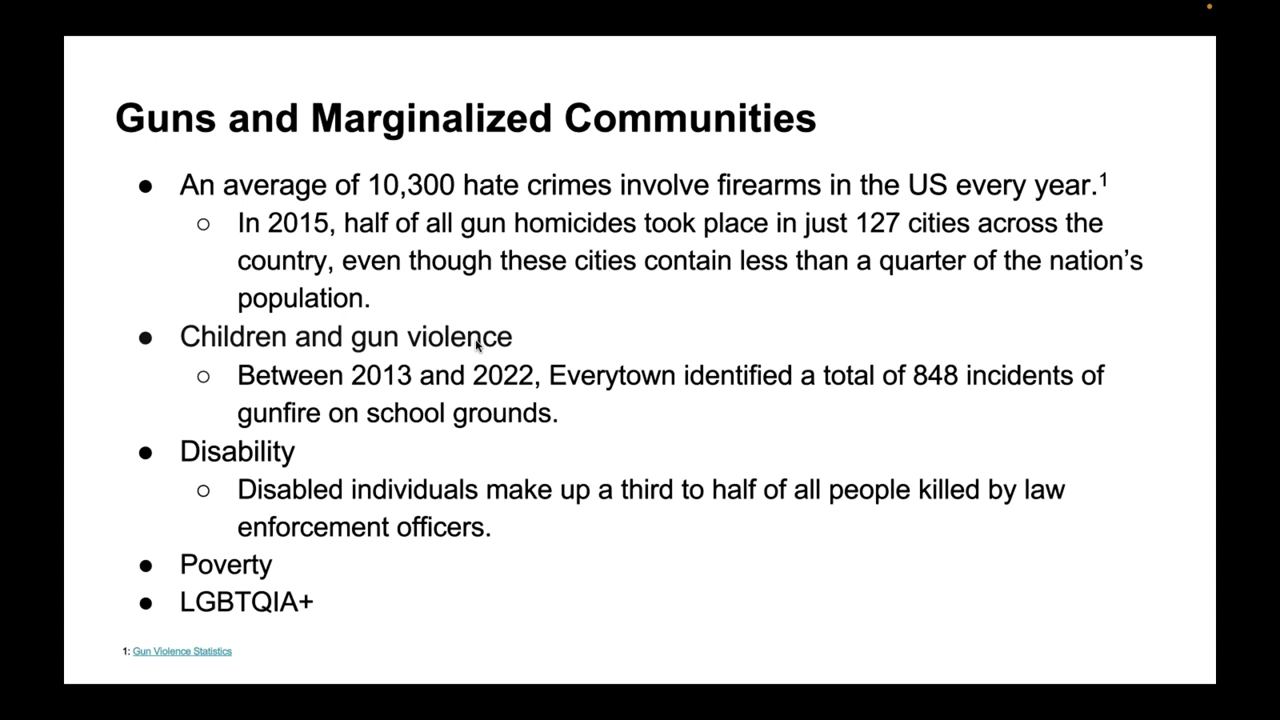 Guns and Marginalized Communities
● An average of 10,300 hate crimes involve firearms in the US every year.¹
○ In 2015, half of all gun homicides took place in just 127 cities across the
country, even though these cities contain less than a quarter of the nation’s
population.
● Children and gun violence
○ Between 2013 and 2022, Everytown identified a total of 848 incidents of
gunfire on school grounds.
● Disability
○ Disabled individuals make up a third to half of all people killed by law
enforcement officers.
● Poverty
● LGBTQIA+
1: Gun Violence Statistics